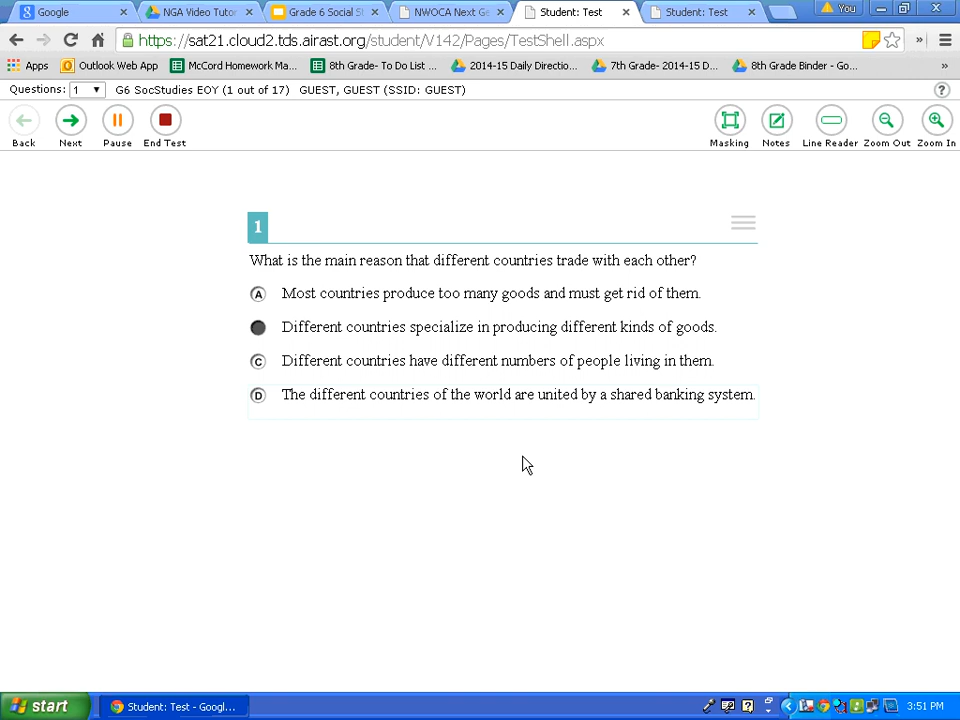 Google
NGA Video Tutor
Grade 6 Social S
NWOCA Next Ge
Student: Test
Student: Test
You
https://sat21.cloud2.tds.airast.org/student/V142/Pages/TestShell.aspx
»
Apps
Outlook Web App
McCord Homework Ma...
8th Grade- To Do List ...
2014-15 Daily Directio...
7th Grade- 2014-15 D...
8th Grade Binder - Go...
»
Questions: 1 G6 SocStudies EOY (1 out of 17) GUEST, GUEST (SSID: GUEST)
?
Back
Next
Pause
End Test
Masking
Notes
Line Reader
Zoom Out
Zoom In
1
What is the main reason that different countries trade with each other?
A Most countries produce too many goods and must get rid of them.
Different countries specialize in producing different kinds of goods.
C Different countries have different numbers of people living in them.
D The different countries of the world are united by a shared banking system.
start
Student: Test - Googl...
3:51 PM